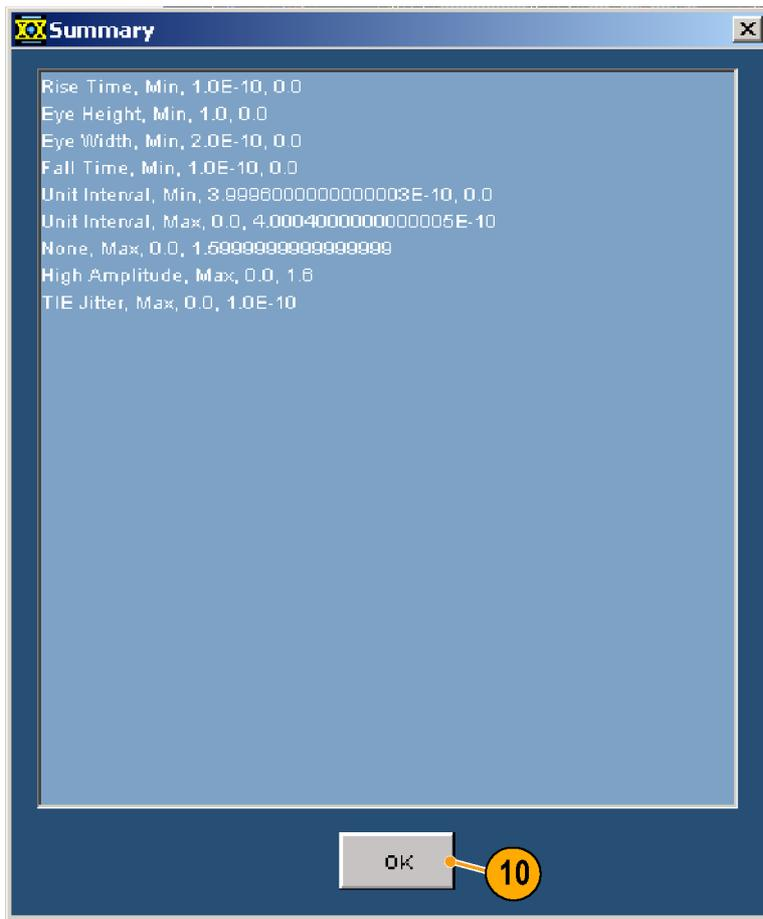 Summary
Rise Time, Min, 1.0E-10, 0.0
Eye Height, Min, 1.0, 0.0
Eye Width, Min, 2.0E-10, 0.0
Fall Time, Min, 1.0E-10, 0.0
Unit Interval, Min, 3.9996000000000003E-10, 0.0
Unit Interval, Max, 0.0, 4.0004000000000005E-10
None, Max, 0.0, 1.5999999999999999
High Amplitude, Max, 0.0, 1.6
TIE Jitter, Max, 0.0, 1.0E-10
OK
10